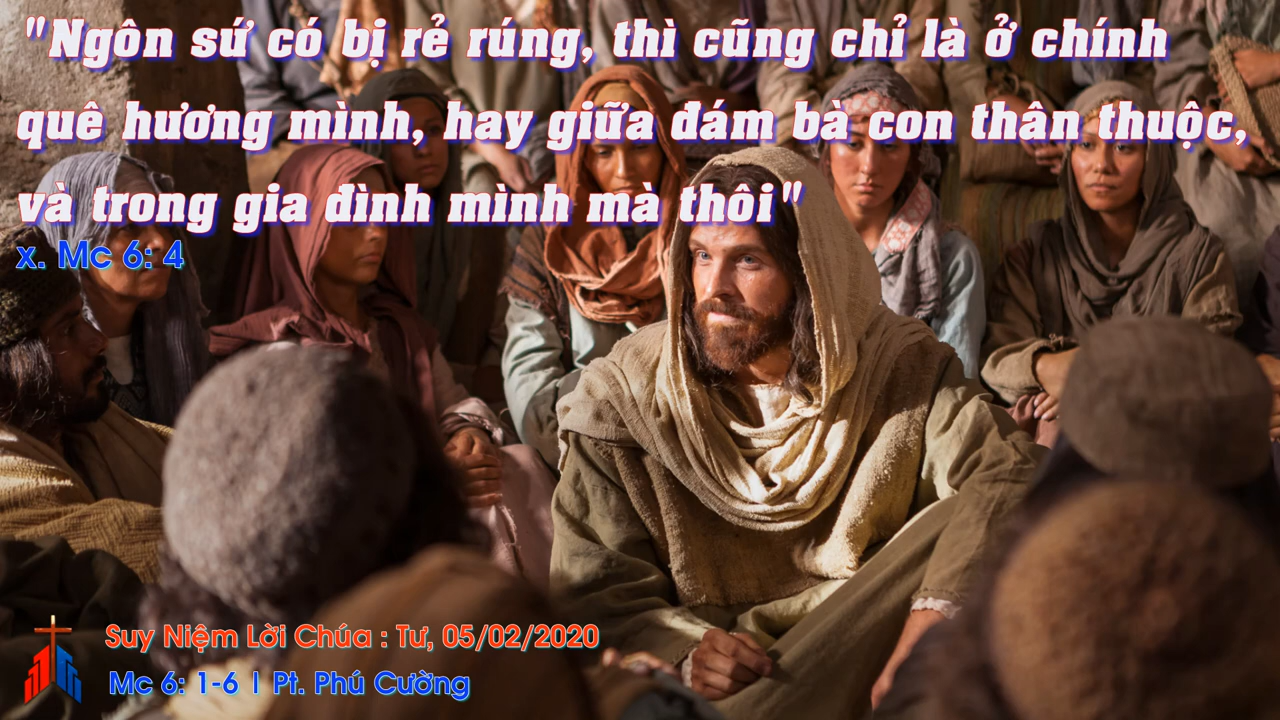 "Ngôn sứ có bị rẻ rúng, thì cũng chỉ là ở chính
quê hương mình, hay giữa đám bà con thân thuộc,
và trong gia đình mình mà thôi"
x. Mc 6: 4
Suy Niệm Lời Chúa : Tư, 05/02/2020
Mc 6: 1-6 | Pt. Phú Cường